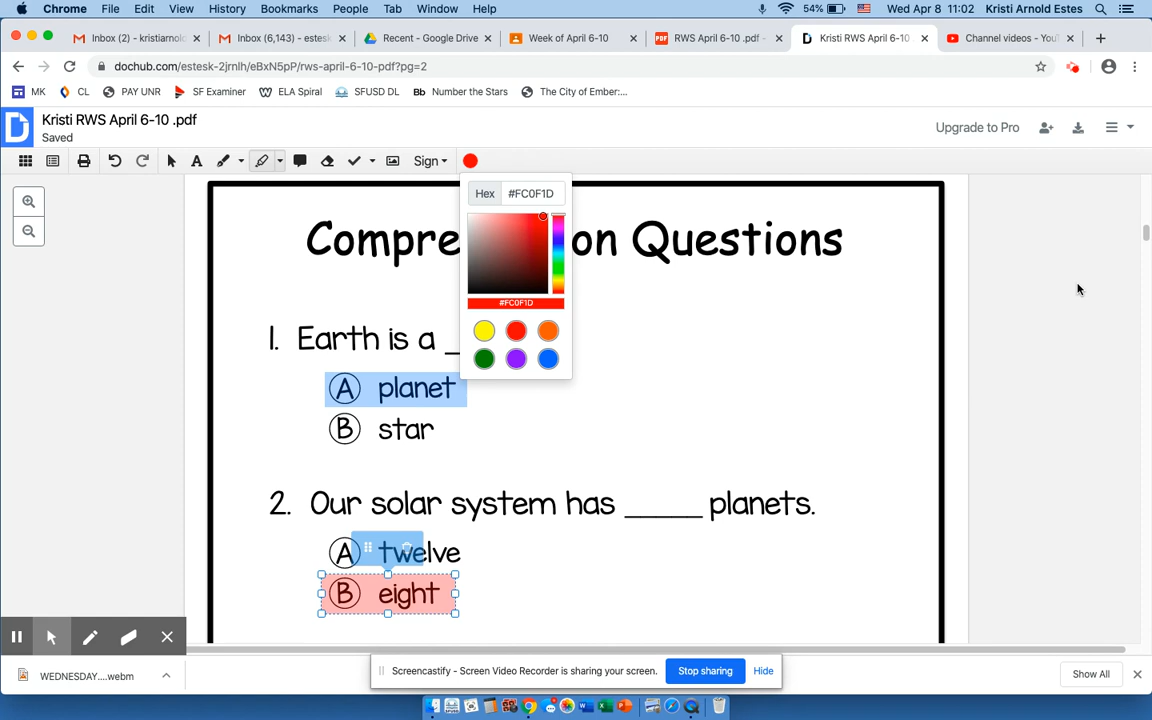 Chrome File Edit View History Bookmarks People Tab Window Help 54% Wed Apr 8 11:02 Kristi Arnold Estes
Inbox (2) - kristiarnol Inbox (6,143) - estesk Recent - Google Drive Week of April 6-10 RWS April 6-10 .pdf - Kristi RWS April 6-10 Channel videos - You
dochub.com/estesk-2jrnlh/eBxN5pP/rws-april-6-10-pdf?pg=2
MK CL PAY UNR SF Examiner ELA Spiral SFUSD DL Bb Number the Stars The City of Ember:...
Kristi RWS April 6-10 .pdf
Saved
Upgrade to Pro
A Sign
Hex #FC0F1D
#FC0F1D
Compre on Questions
1. Earth is a _
A planet
B star
2. Our solar system has _____ planets.
A twelve
B eight
WEDNESDAY....webm
Screencastify - Screen Video Recorder is sharing your screen. Stop sharing Hide
Show All